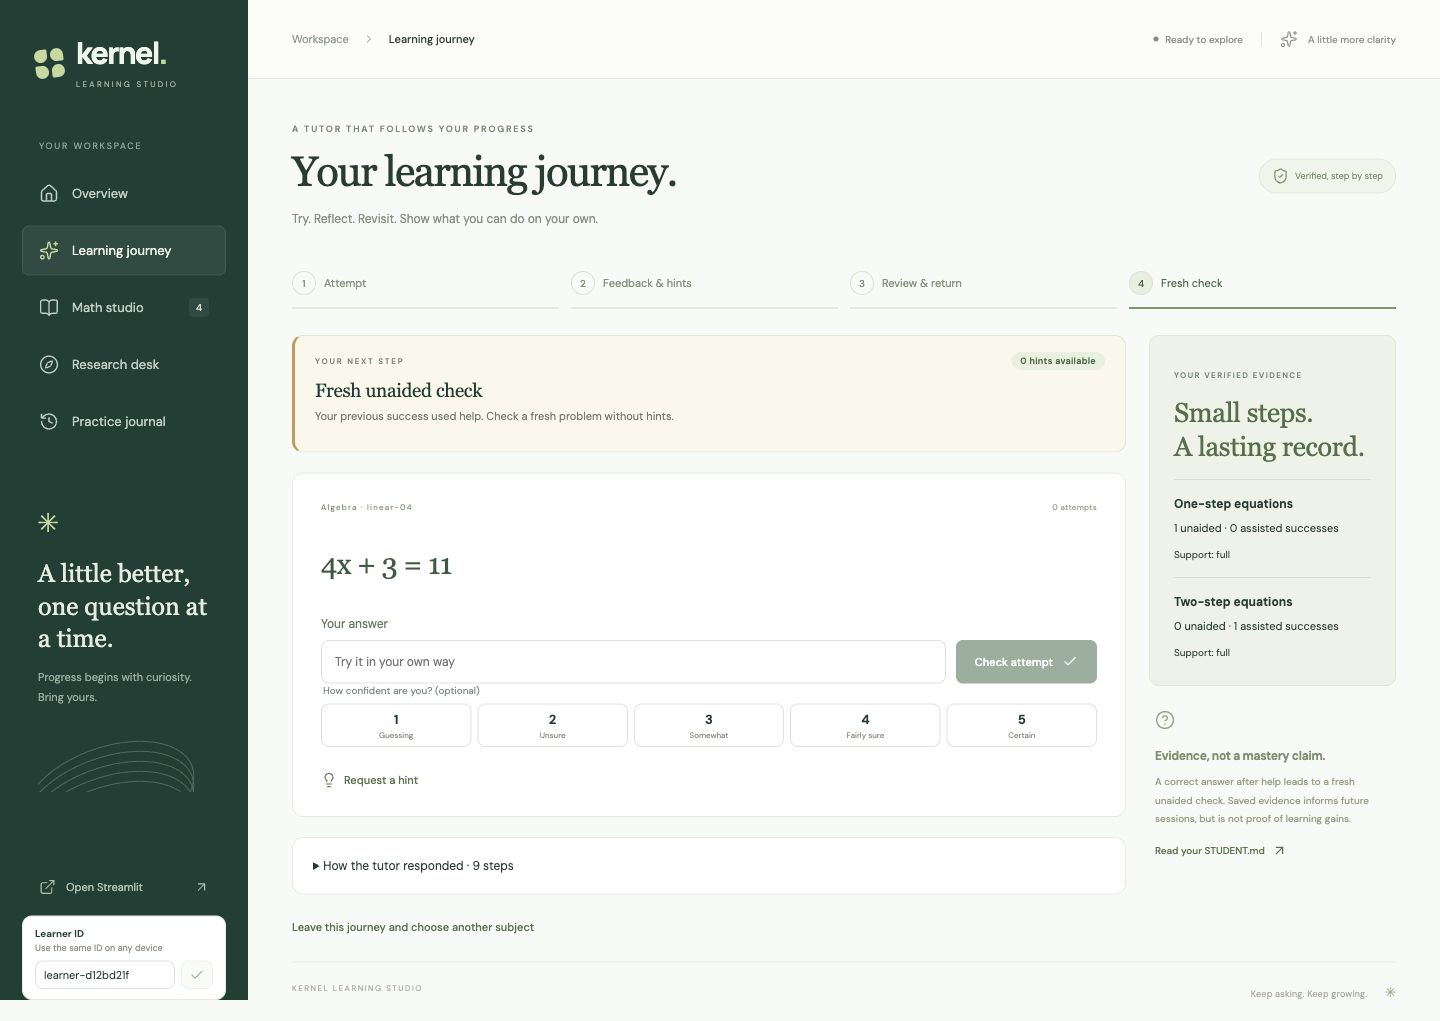 kernel.
LEARNING STUDIO
YOUR WORKSPACE
Overview
Learning journey
Math studio
4
Research desk
Practice journal
A little better,
one question at
a time.
Progress begins with curiosity.
Bring yours.
Open Streamlit
Learner ID
Use the same ID on any device
learner-d12bd21f
Workspace
Learning journey
Ready to explore
A little more clarity
A TUTOR THAT FOLLOWS YOUR PROGRESS
Your learning journey.
Try. Reflect. Revisit. Show what you can do on your own.
Verified, step by step
1 Attempt
2 Feedback & hints
3 Review & return
4 Fresh check
YOUR NEXT STEP
0 hints available
Fresh unaided check
Your previous success used help. Check a fresh problem without hints.
Algebra · linear-04
0 attempts
4x + 3 = 11
Your answer
Try it in your own way
Check attempt
How confident are you? (optional)
1
Guessing
2
Unsure
3
Somewhat
4
Fairly sure
5
Certain
Request a hint
How the tutor responded · 9 steps
Leave this journey and choose another subject
YOUR VERIFIED EVIDENCE
Small steps.
A lasting record.
One-step equations
1 unaided · 0 assisted successes
Support: full
Two-step equations
0 unaided · 1 assisted successes
Support: full
Evidence, not a mastery claim.
A correct answer after help leads to a fresh
unaided check. Saved evidence informs future
sessions, but is not proof of learning gains.
Read your STUDENT.md
KERNEL LEARNING STUDIO
Keep asking. Keep growing.